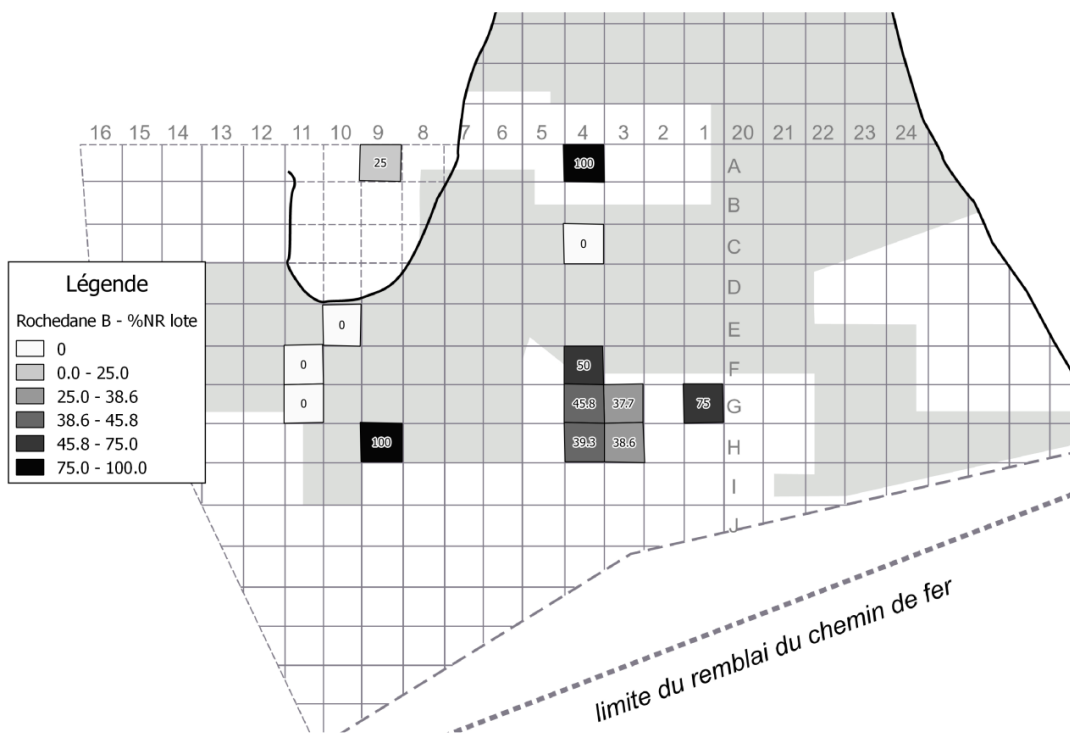 16 15 14 13 12 11 10 9 8 7 6 5 4 3 2 1 20 21 22 23 24
25
100
A
B
0
C
D
0
E
0
50
F
0
45.8
37.7
75
G
100
39.3
38.6
H
I
J
Légende
Rochedane B - %NR lote
0
0.0 - 25.0
25.0 - 38.6
38.6 - 45.8
45.8 - 75.0
75.0 - 100.0
limite du remblai du chemin de fer